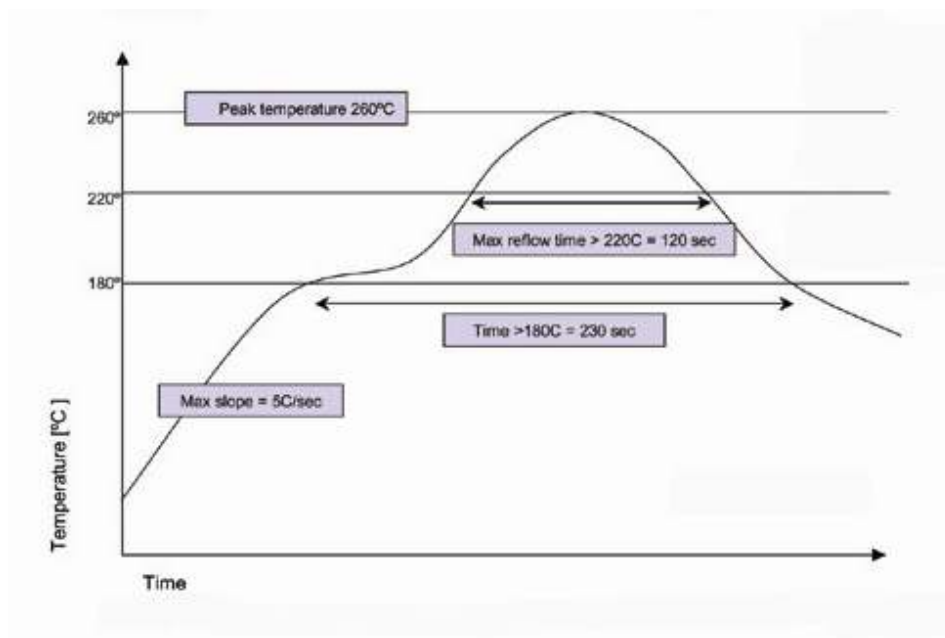 Peak temperature 260ºC
260º
220º
Max reflow time > 220C = 120 sec
180º
Time >180C = 230 sec
Max slope = 5C/sec
Temperature [ºC ]
Time